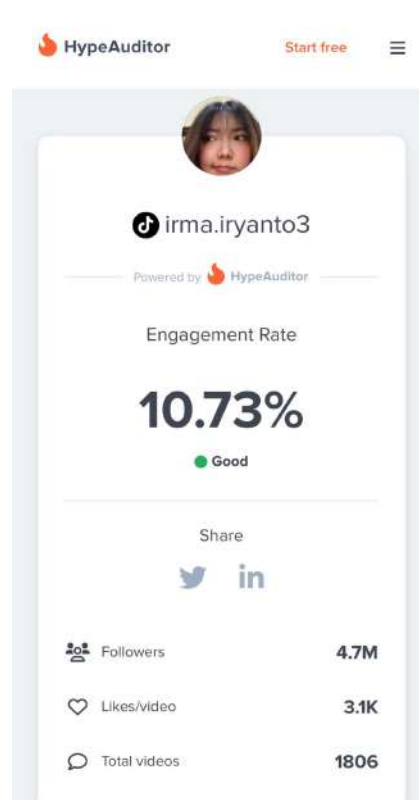 HypeAuditor Start free
irma.iryanto3
Powered by HypeAuditor
Engagement Rate
10.73%
Good
Share
in
Followers 4.7M
Likes/video 3.1K
Total videos 1806